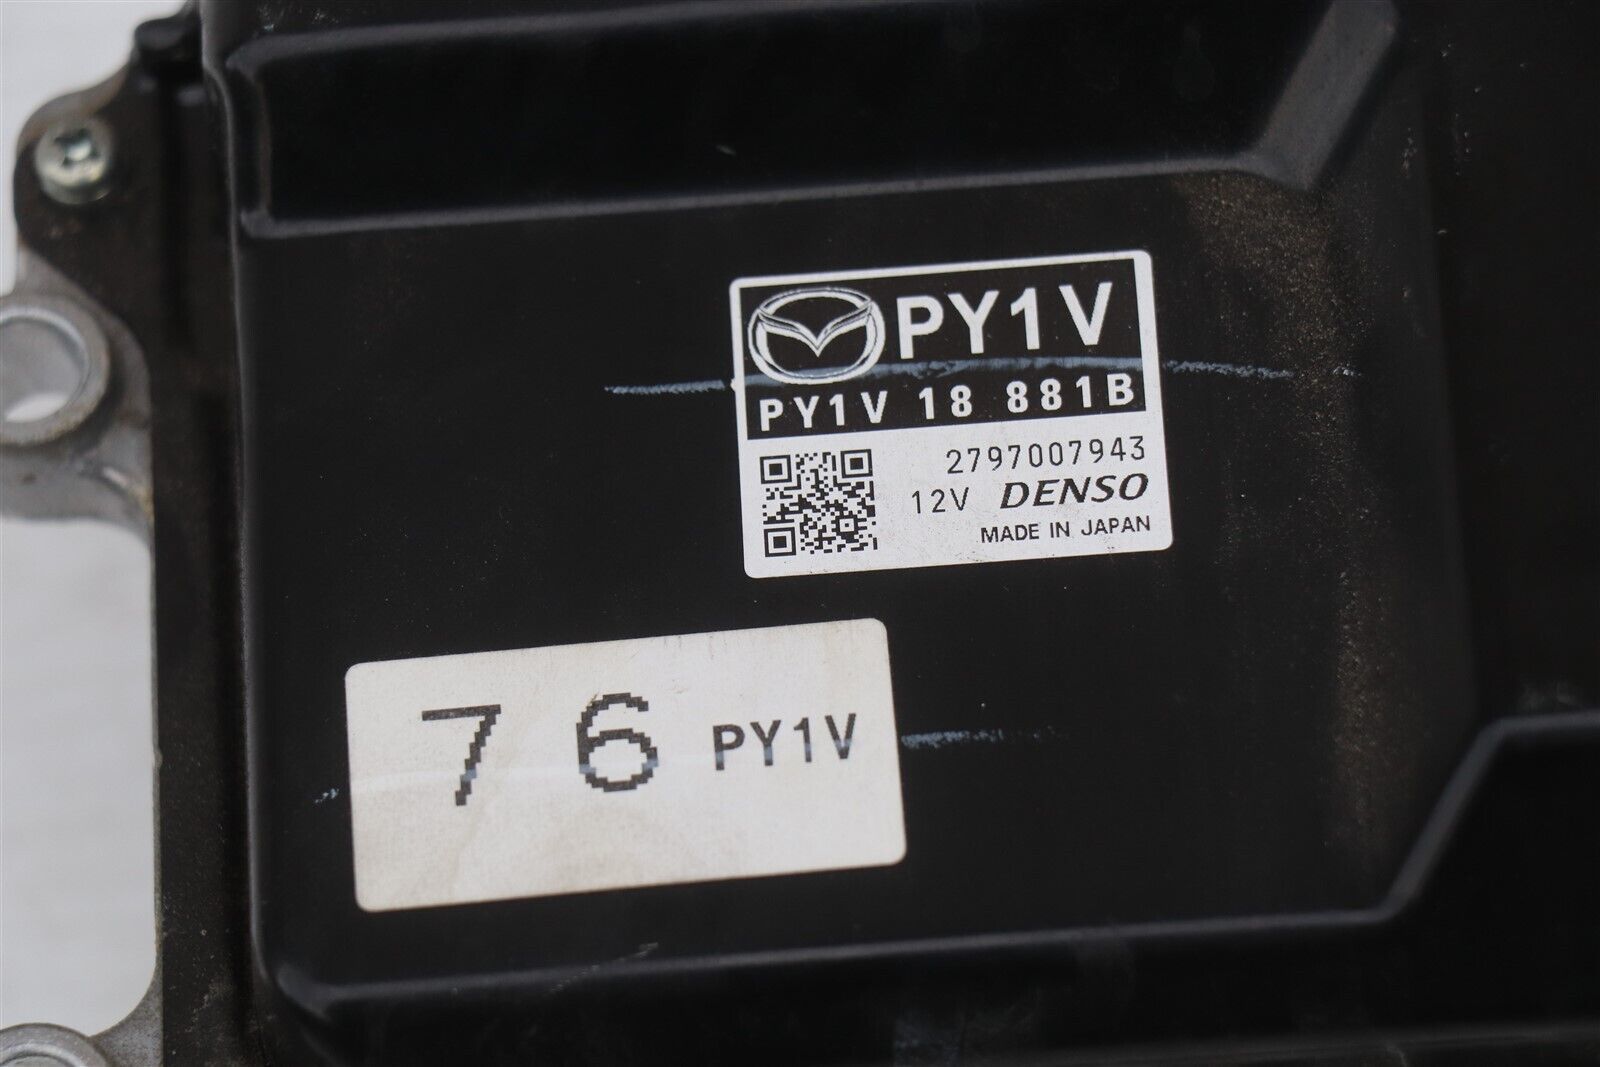 PY1V
PY1V 18 881B
2797007943
12V DENSO
MADE IN JAPAN
7 6 PY1V